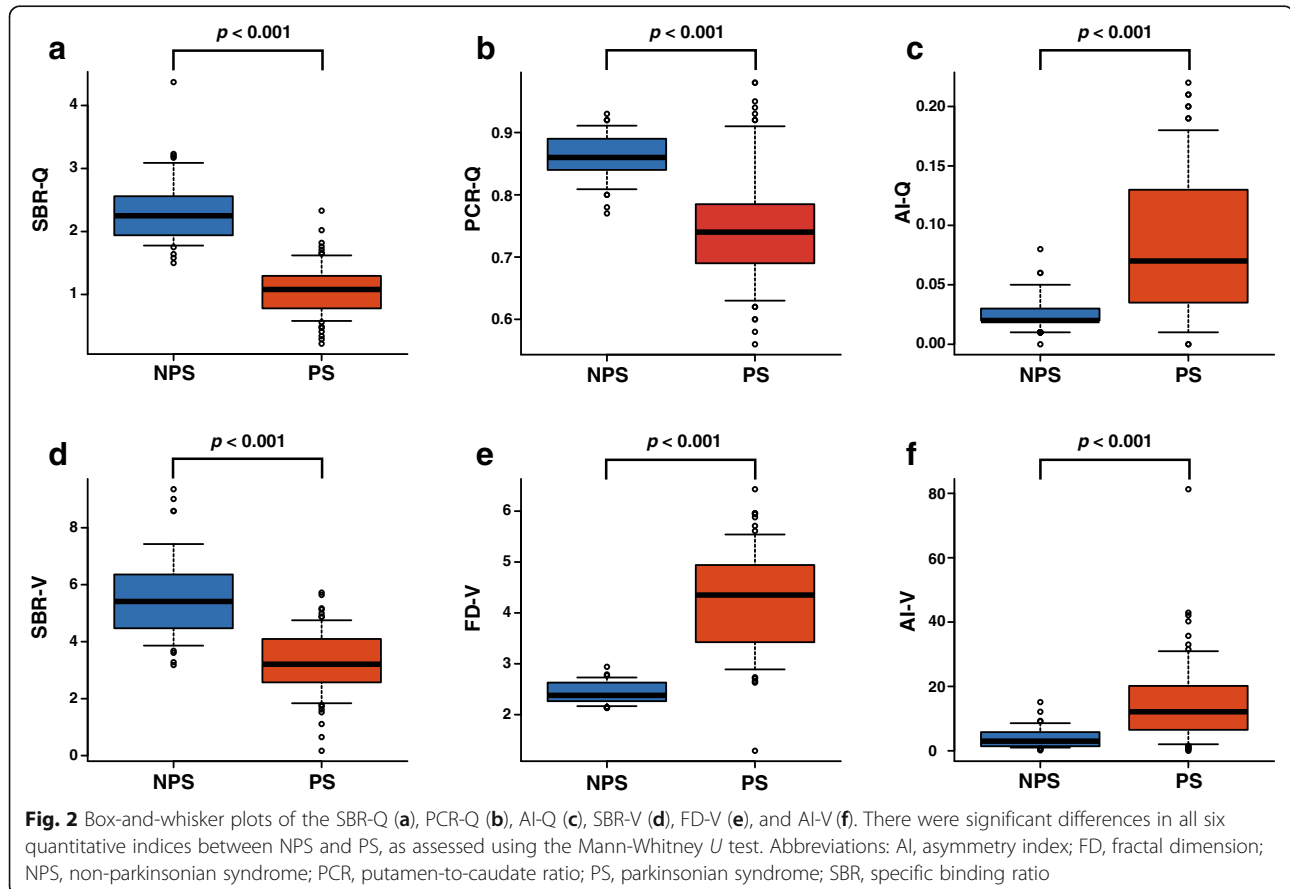 a
p < 0.001
SBR-Q
4
3
2
1
NPS
PS
b
p < 0.001
PCR-Q
0.9
0.8
0.7
0.6
NPS
PS
c
p < 0.001
AI-Q
0.20
0.15
0.10
0.05
0.00
NPS
PS
d
p < 0.001
SBR-V
8
6
4
2
0
NPS
PS
e
p < 0.001
FD-V
6
5
4
3
2
NPS
PS
f
p < 0.001
AI-V
80
60
40
20
0
NPS
PS
Fig. 2 Box-and-whisker plots of the SBR-Q (a), PCR-Q (b), AI-Q (c), SBR-V (d), FD-V (e), and AI-V (f). There were significant differences in all six
quantitative indices between NPS and PS, as assessed using the Mann-Whitney U test. Abbreviations: AI, asymmetry index; FD, fractal dimension;
NPS, non-parkinsonian syndrome; PCR, putamen-to-caudate ratio; PS, parkinsonian syndrome; SBR, specific binding ratio